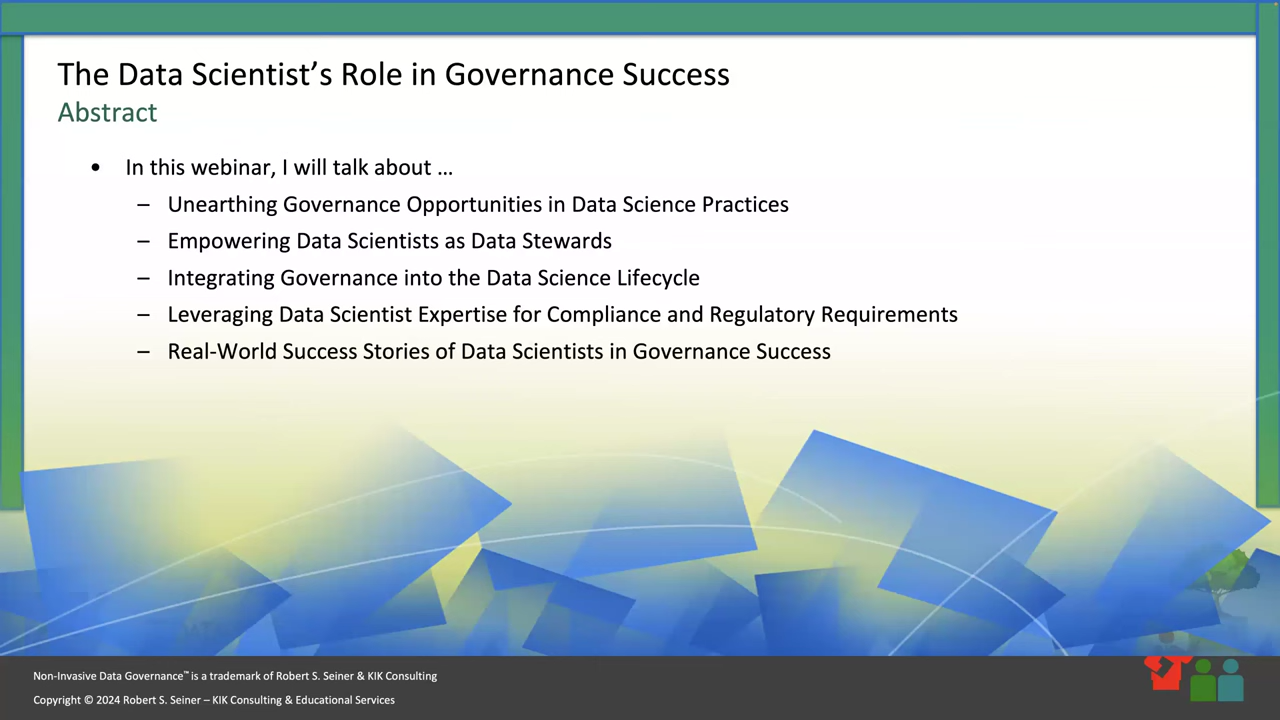 The Data Scientist’s Role in Governance Success
Abstract
• In this webinar, I will talk about …
– Unearthing Governance Opportunities in Data Science Practices
– Empowering Data Scientists as Data Stewards
– Integrating Governance into the Data Science Lifecycle
– Leveraging Data Scientist Expertise for Compliance and Regulatory Requirements
– Real-World Success Stories of Data Scientists in Governance Success
Non-Invasive Data Governance™ is a trademark of Robert S. Seiner & KIK Consulting
Copyright © 2024 Robert S. Seiner – KIK Consulting & Educational Services